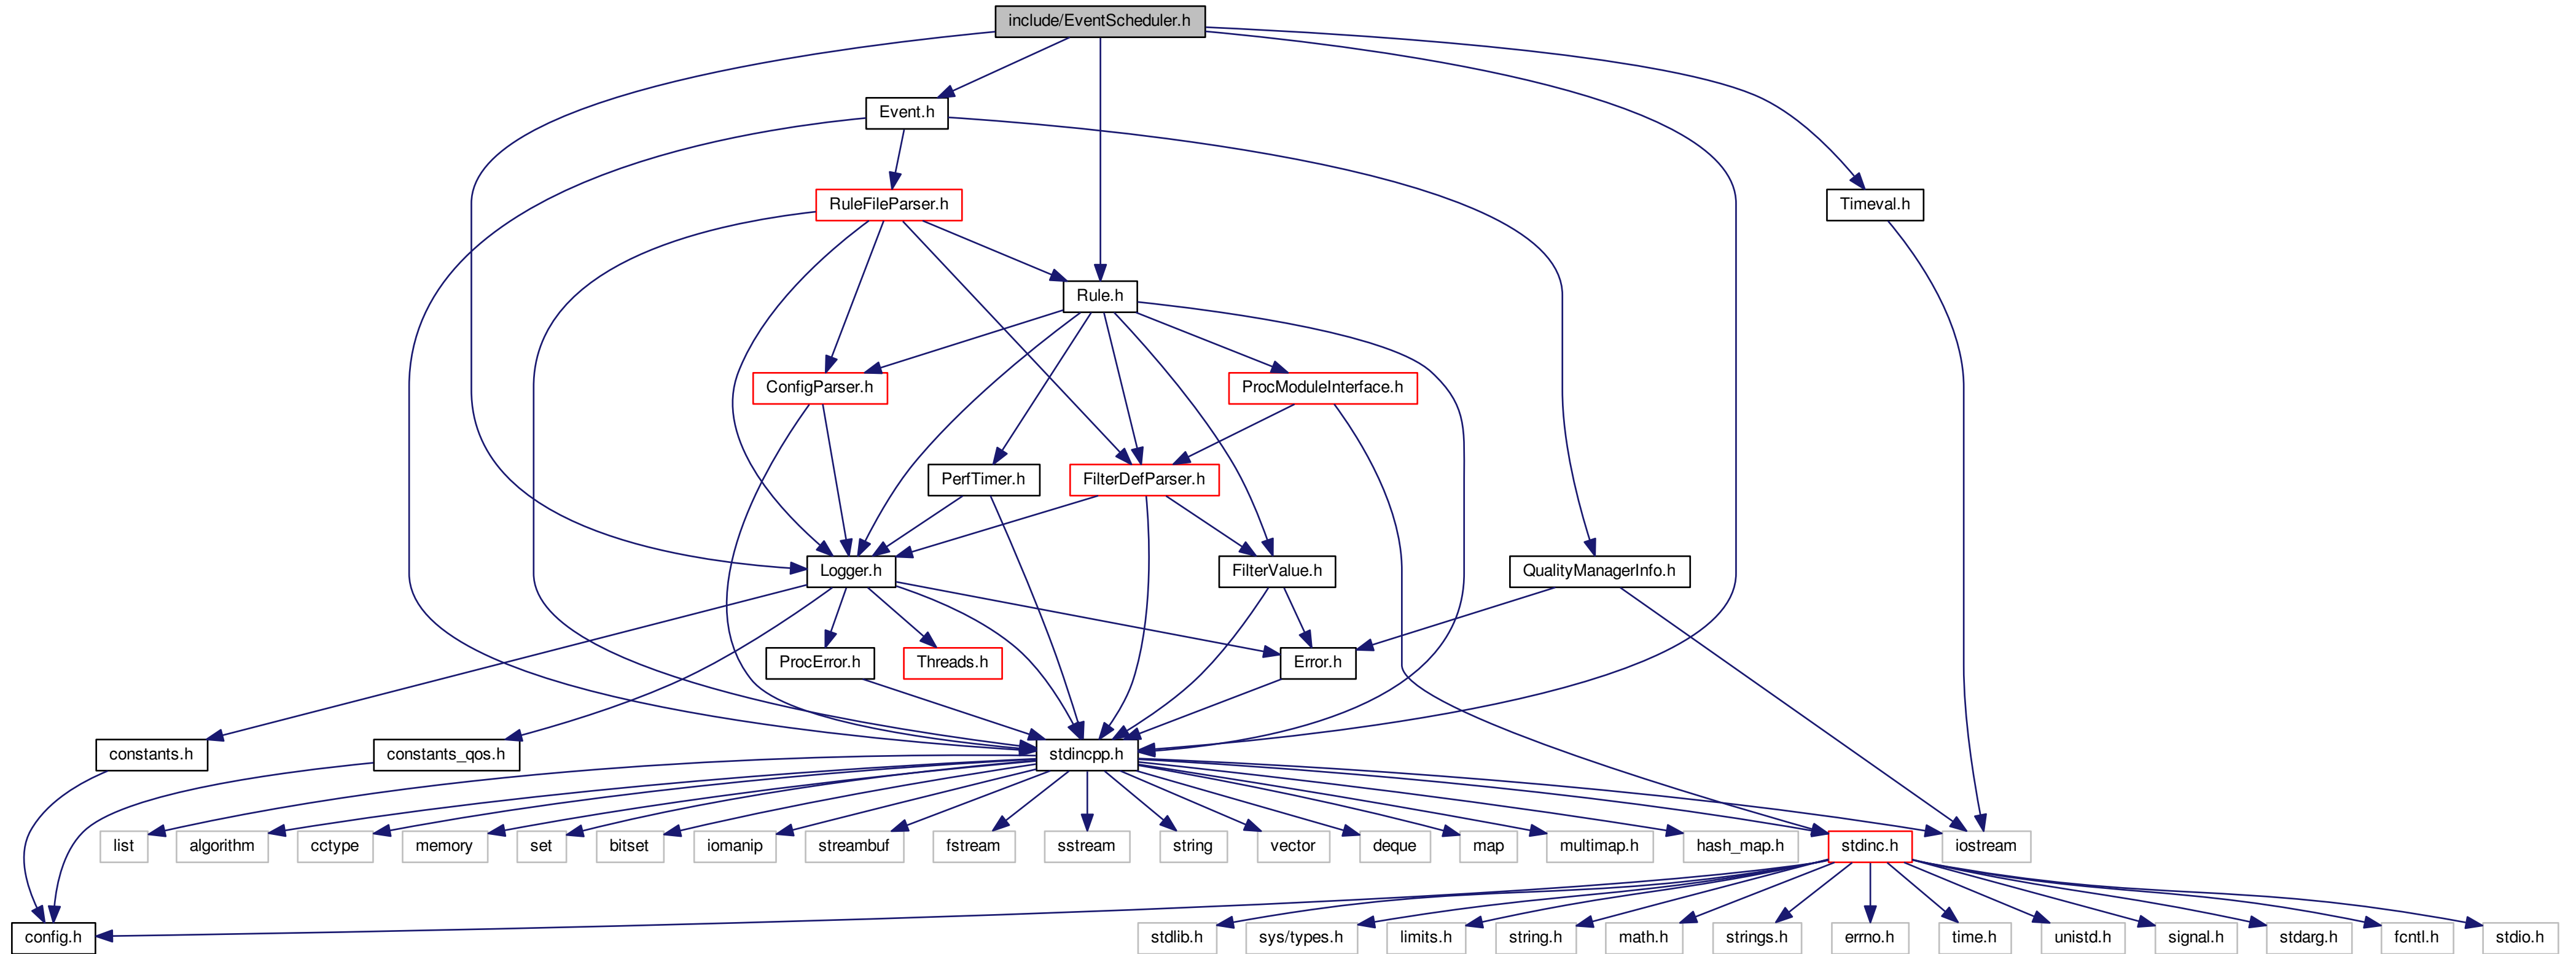 include/EventScheduler.h
Event.h
RuleFileParser.h
Timeval.h
Rule.h
ConfigParser.h
ProcModuleInterface.h
PerfTimer.h
FilterDefParser.h
Logger.h
FilterValue.h
QualityManagerInfo.h
ProcError.h
Threads.h
Error.h
constants.h
constants_qos.h
stdincpp.h
list
algorithm
cctype
memory
set
bitset
iomanip
streambuf
fstream
sstream
string
vector
deque
map
multimap.h
hash_map.h
stdinc.h
iostream
config.h
stdlib.h
sys/types.h
limits.h
string.h
math.h
strings.h
errno.h
time.h
unistd.h
signal.h
stdarg.h
fcntl.h
stdio.h